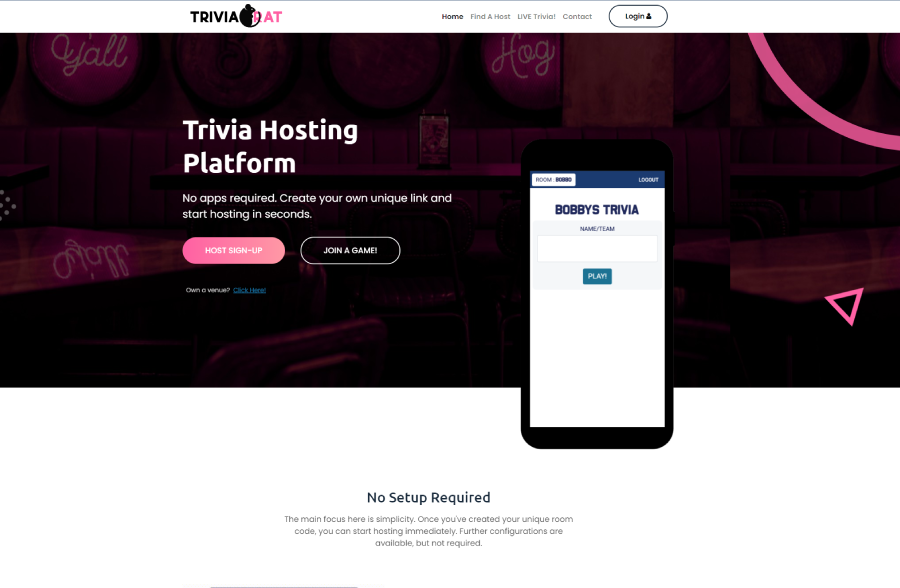 TRIVIA RAT
Home Find A Host LIVE Trivia! Contact Login
Y'all
Hog
Trivia Hosting
Platform
No apps required. Create your own unique link and
start hosting in seconds.
HOST SIGN-UP JOIN A GAME!
Own a venue? Click Here!
ROOM BOBBO LOGOUT
BOBBYS TRIVIA
NAME/TEAM
PLAY!
No Setup Required
The main focus here is simplicity. Once you've created your unique room
code, you can start hosting immediately. Further configurations are
available, but not required.